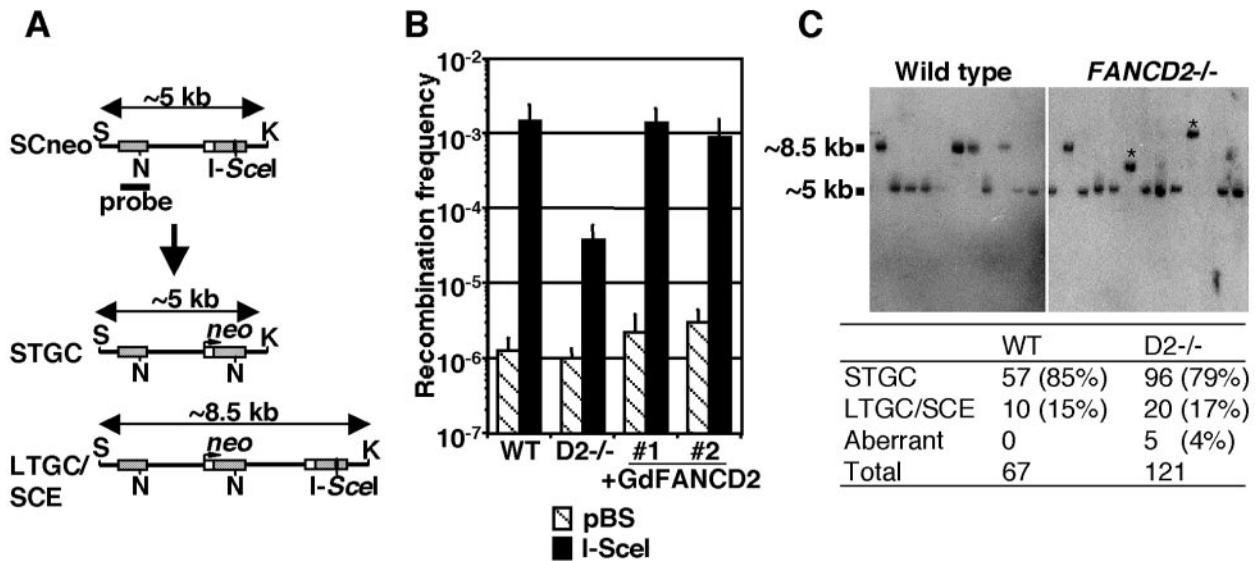 A
~5 kb
S
K
SCneo
N
I-SceI
probe
~5 kb
S
neo
K
STGC
N
N
~8.5 kb
S
neo
K
LTGC/
SCE
N
N
I-SceI
B
Recombination frequency
10-2
10-3
10-4
10-5
10-6
10-7
WT
D2-/-
#1
#2
+GdFANCD2
pBS
I-SceI
C
Wild type
FANCD2-/-
~8.5 kb
~5 kb
*
*
WT D2-/-
STGC 57 (85%) 96 (79%)
LTGC/SCE 10 (15%) 20 (17%)
Aberrant 0 5 (4%)
Total 67 121